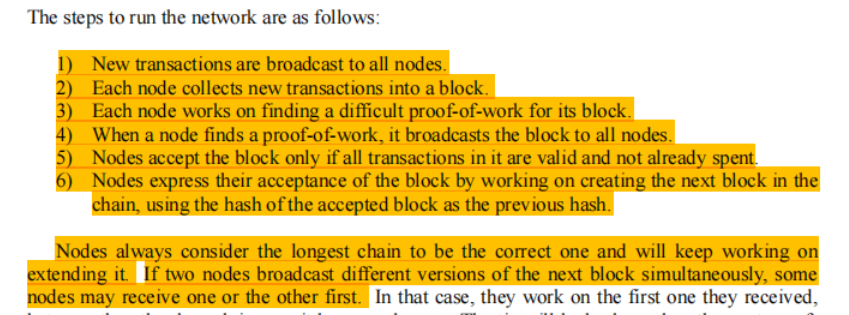 The steps to run the network are as follows:
1) New transactions are broadcast to all nodes.
2) Each node collects new transactions into a block.
3) Each node works on finding a difficult proof-of-work for its block.
4) When a node finds a proof-of-work, it broadcasts the block to all nodes.
5) Nodes accept the block only if all transactions in it are valid and not already spent.
6) Nodes express their acceptance of the block by working on creating the next block in the
chain, using the hash of the accepted block as the previous hash.
Nodes always consider the longest chain to be the correct one and will keep working on
extending it. If two nodes broadcast different versions of the next block simultaneously, some
nodes may receive one or the other first. In that case, they work on the first one they received,